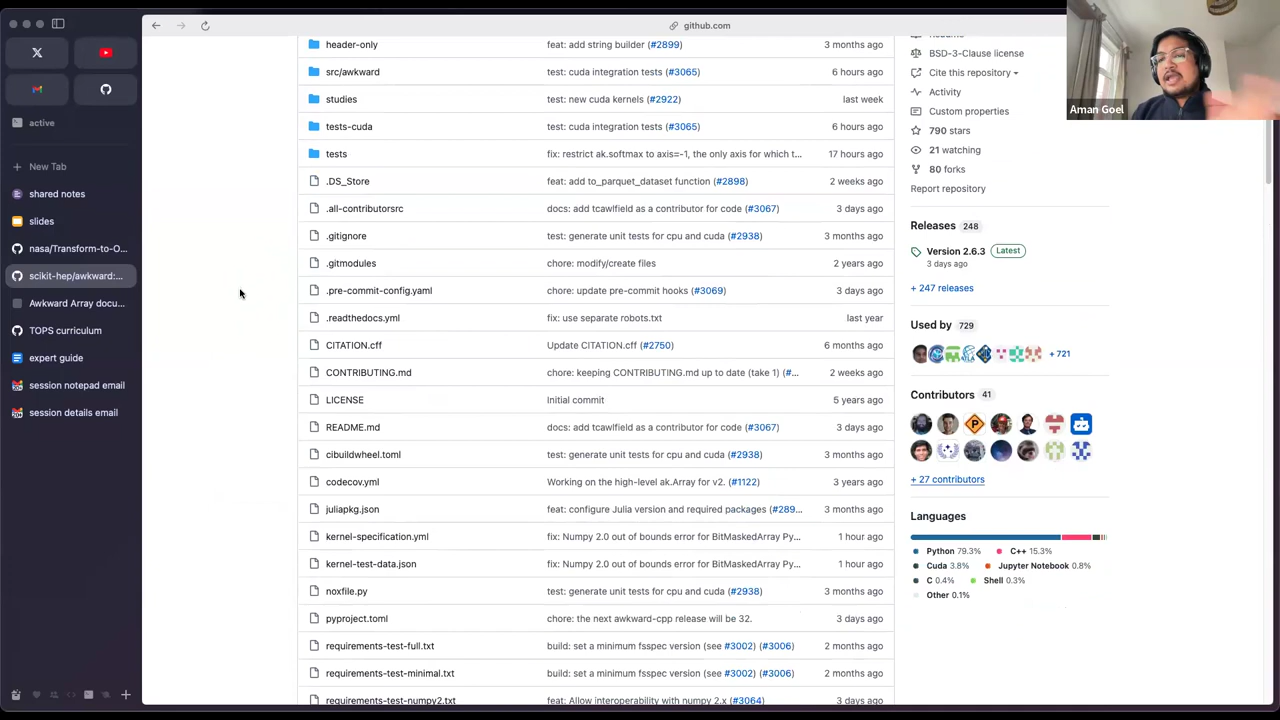 github.com
Aman Goel
active
New Tab
shared notes
slides
nasa/Transform-to-O...
scikit-hep/awkward:...
Awkward Array docu...
TOPS curriculum
expert guide
session notepad email
session details email
header-only feat: add string builder (#2899) 3 months ago
src/awkward test: cuda integration tests (#3065) 6 hours ago
studies test: new cuda kernels (#2922) last week
tests-cuda test: cuda integration tests (#3065) 6 hours ago
tests fix: restrict ak.softmax to axis=-1, the only axis for which t... 17 hours ago
.DS_Store feat: add to_parquet_dataset function (#2898) 2 weeks ago
.all-contributorsrc docs: add tcawlfield as a contributor for code (#3067) 3 days ago
.gitignore test: generate unit tests for cpu and cuda (#2938) 3 months ago
.gitmodules chore: modify/create files 2 years ago
.pre-commit-config.yaml chore: update pre-commit hooks (#3069) 3 days ago
.readthedocs.yml fix: use separate robots.txt last year
CITATION.cff Update CITATION.cff (#2750) 6 months ago
CONTRIBUTING.md chore: keeping CONTRIBUTING.md up to date (take 1) (#... 2 weeks ago
LICENSE Initial commit 5 years ago
README.md docs: add tcawlfield as a contributor for code (#3067) 3 days ago
cibuildwheel.toml test: generate unit tests for cpu and cuda (#2938) 3 months ago
codecov.yml Working on the high-level ak.Array for v2. (#1122) 3 years ago
juliapkg.json feat: configure Julia version and required packages (#289... 3 months ago
kernel-specification.yml fix: Numpy 2.0 out of bounds error for BitMaskedArray Py... 1 hour ago
kernel-test-data.json fix: Numpy 2.0 out of bounds error for BitMaskedArray Py... 1 hour ago
noxfile.py test: generate unit tests for cpu and cuda (#2938) 3 months ago
pyproject.toml chore: the next awkward-cpp release will be 32. 3 days ago
requirements-test-full.txt build: set a minimum fsspec version (see #3002) (#3006) 2 months ago
requirements-test-minimal.txt build: set a minimum fsspec version (see #3002) (#3006) 2 months ago
requirements-test-numpy2.txt feat: Allow interoperability with numpy 2.x (#3064) 3 days ago
Readme
BSD-3-Clause license
Cite this repository
Activity
Custom properties
790 stars
21 watching
80 forks
Report repository
Releases 248
Version 2.6.3 Latest
3 days ago
+ 247 releases
Used by 729
+ 721
Contributors 41
+ 27 contributors
Languages
Python 79.3% C++ 15.3%
Cuda 3.8% Jupyter Notebook 0.8%
C 0.4% Shell 0.3%
Other 0.1%